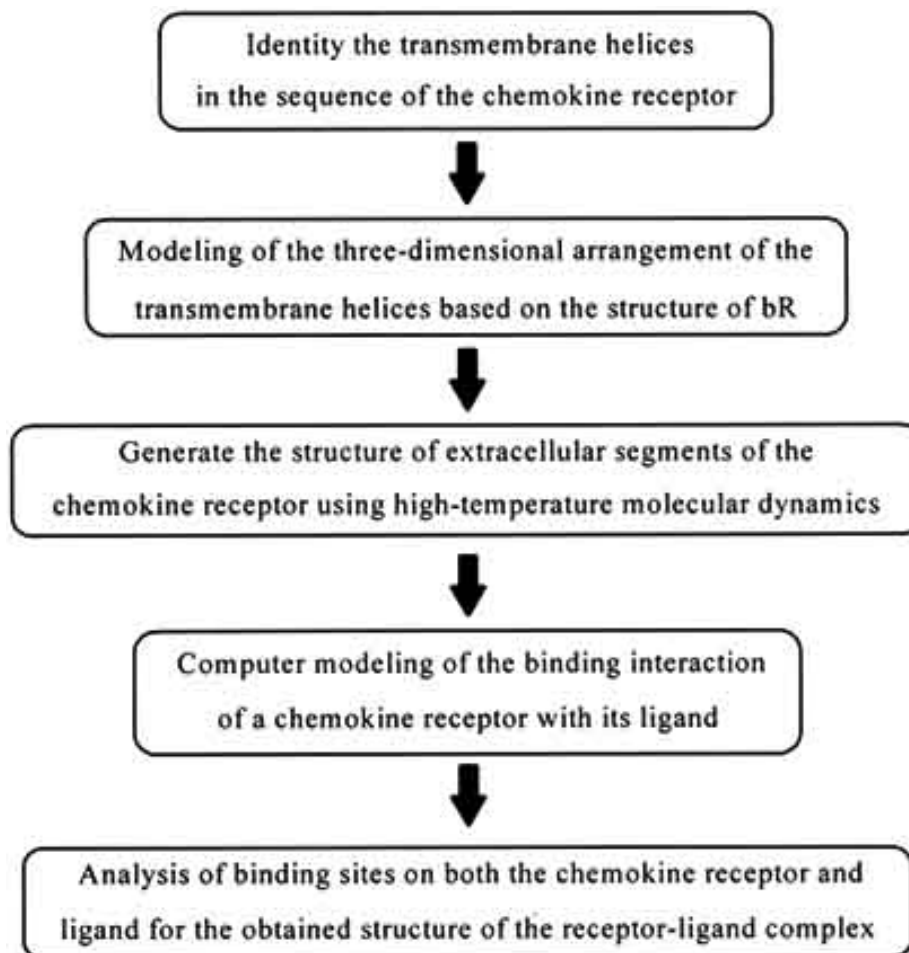 Identity the transmembrane helices
in the sequence of the chemokine receptor
Modeling of the three-dimensional arrangement of the
transmembrane helices based on the structure of bR
Generate the structure of extracellular segments of the
chemokine receptor using high-temperature molecular dynamics
Computer modeling of the binding interaction
of a chemokine receptor with its ligand
Analysis of binding sites on both the chemokine receptor and
ligand for the obtained structure of the receptor-ligand complex